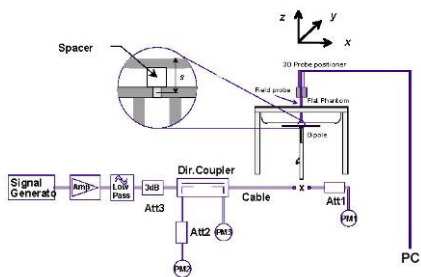 z
y
x
Spacer
s
3D Probe positioner
Field probe
Flat Phantom
Dipole
Signal
Generato
Amp
Low
Pass
3dB
Att3
Dir.Coupler
Cable
x
Att1
PM1
Att2
PM3
PM2
PC